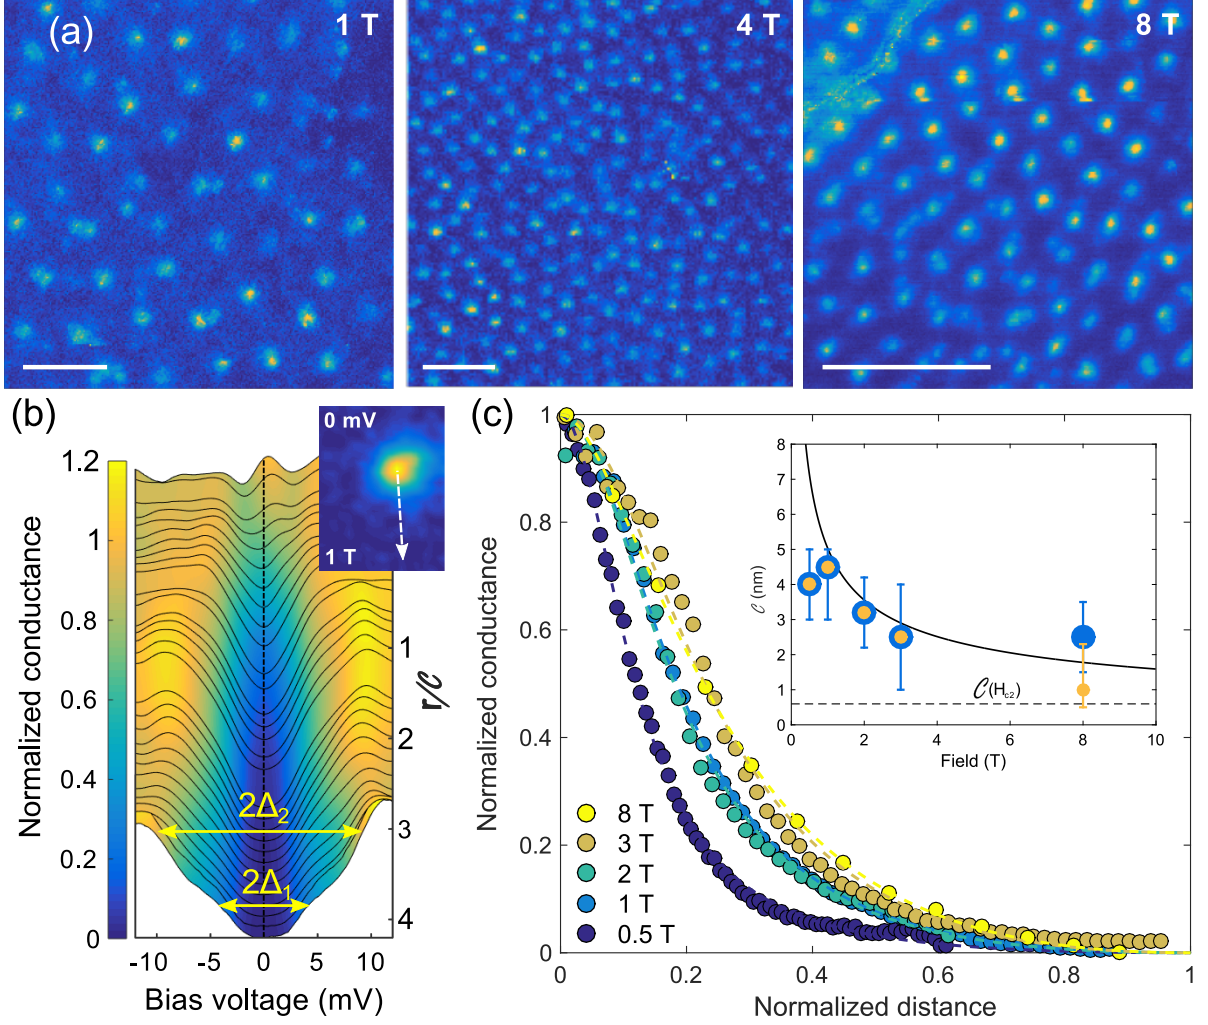 (a)
1 T
4 T
8 T
(b)
0 mV
1 T
Normalized conductance
1.2
1
0.8
0.6
0.4
0.2
0
2Δ₂
2Δ₁
1
2
3
4
r/𝒞
-10
-5
0
5
10
Bias voltage (mV)
(c)
Normalized conductance
1
0.8
0.6
0.4
0.2
0
8 T
3 T
2 T
1 T
0.5 T
0
0.2
0.4
0.6
0.8
1
Normalized distance
𝒞 (nm)
8
7
6
5
4
3
2
1
0
𝒞(H꜀₂)
0
2
4
6
8
10
Field (T)